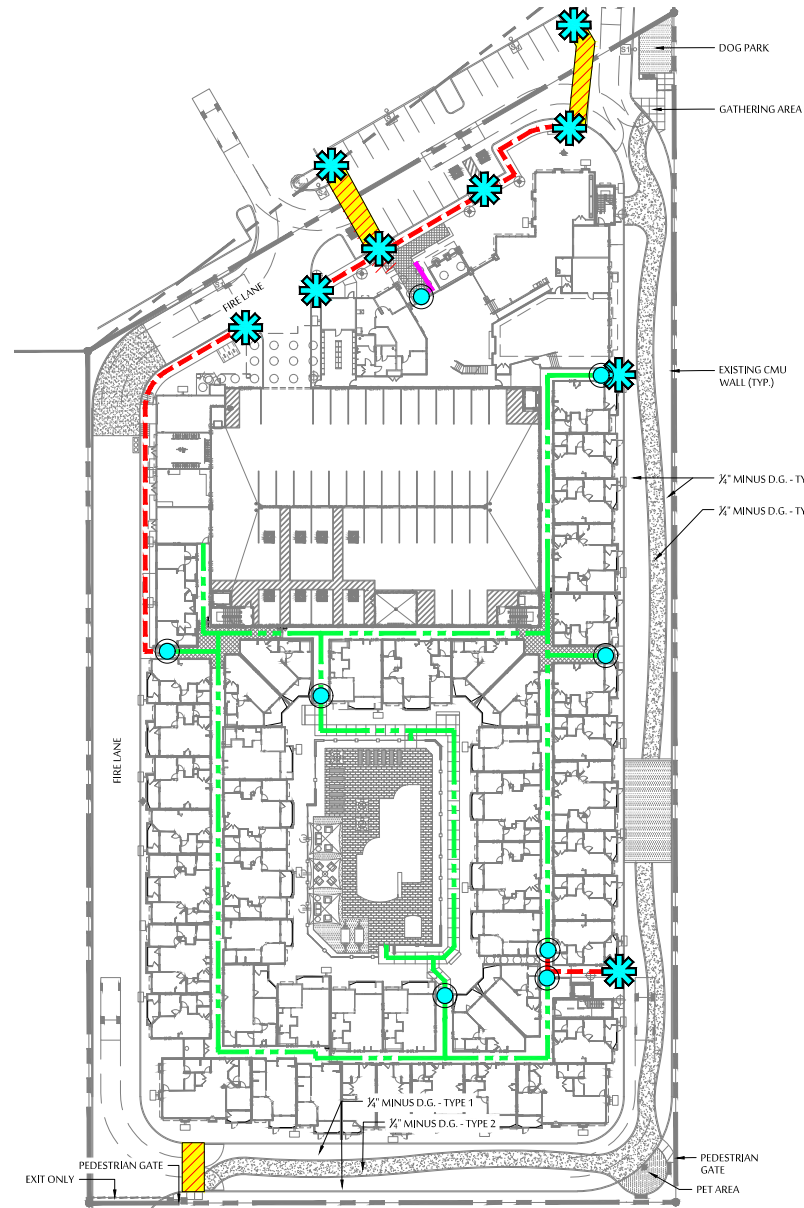 DOG PARK
S1
GATHERING AREA
FIRE LANE
EXISTING CMU
WALL (TYP.)
¼" MINUS D.G. - TY
¼" MINUS D.G. - TY
FIRE LANE
¼" MINUS D.G. - TYPE 1
¼" MINUS D.G. - TYPE 2
PEDESTRIAN GATE
EXIT ONLY
PEDESTRIAN
GATE
PET AREA